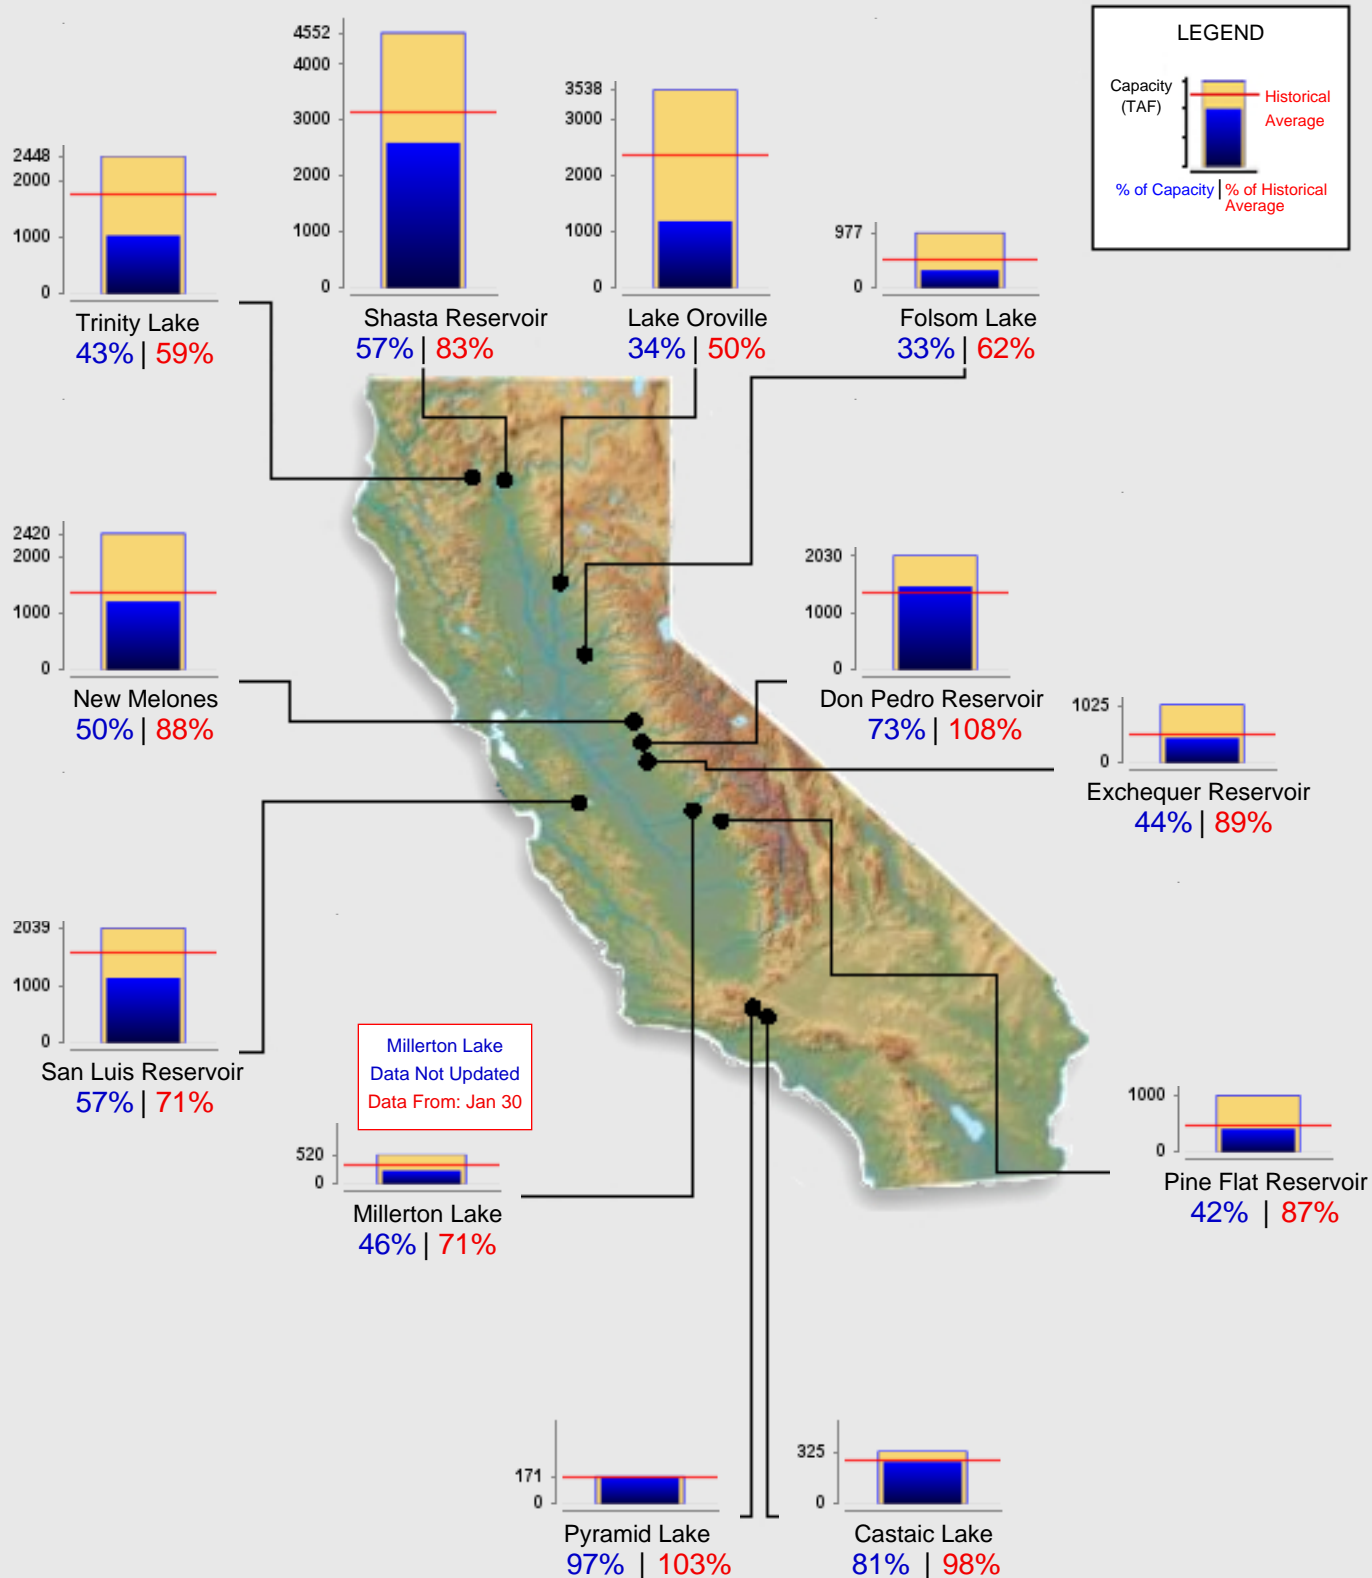 LEGEND
Capacity
(TAF)
Historical
Average
% of Capacity | % of Historical
Average
4552
4000
3000
2000
1000
0
Shasta Reservoir
57% | 83%
3538
3000
2000
1000
0
Lake Oroville
34% | 50%
2448
2000
1000
0
Trinity Lake
43% | 59%
977
0
Folsom Lake
33% | 62%
2420
2000
1000
0
New Melones
50% | 88%
2030
1000
0
Don Pedro Reservoir
73% | 108%
1025
0
Exchequer Reservoir
44% | 89%
2039
1000
0
San Luis Reservoir
57% | 71%
Millerton Lake
Data Not Updated
Data From: Jan 30
520
0
Millerton Lake
46% | 71%
1000
0
Pine Flat Reservoir
42% | 87%
171
0
Pyramid Lake
97% | 103%
325
0
Castaic Lake
81% | 98%